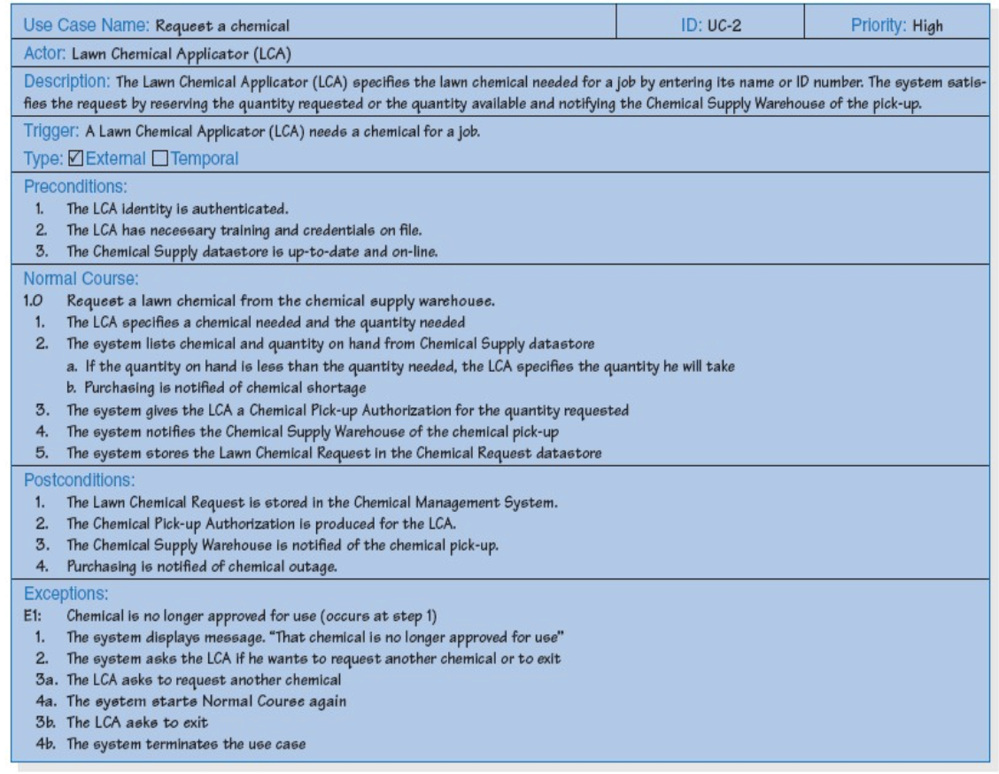 Use Case Name: Request a chemical ID: UC-2 Priority: High
Actor: Lawn Chemical Applicator (LCA)
Description: The Lawn Chemical Applicator (LCA) specifies the lawn chemical needed for a job by entering its name or ID number. The system satis-
fies the request by reserving the quantity requested or the quantity available and notifying the Chemical Supply Warehouse of the pick-up.
Trigger: A Lawn Chemical Applicator (LCA) needs a chemical for a job.
Type: ☑ External ☐ Temporal
Preconditions:
1. The LCA identity is authenticated.
2. The LCA has necessary training and credentials on file.
3. The Chemical Supply datastore is up-to-date and on-line.
Normal Course:
1.0 Request a lawn chemical from the chemical supply warehouse.
1. The LCA specifies a chemical needed and the quantity needed
2. The system lists chemical and quantity on hand from Chemical Supply datastore
a. If the quantity on hand is less than the quantity needed, the LCA specifies the quantity he will take
b. Purchasing is notified of chemical shortage
3. The system gives the LCA a Chemical Pick-up Authorization for the quantity requested
4. The system notifies the Chemical Supply Warehouse of the chemical pick-up
5. The system stores the Lawn Chemical Request in the Chemical Request datastore
Postconditions:
1. The Lawn Chemical Request is stored in the Chemical Management System.
2. The Chemical Pick-up Authorization is produced for the LCA.
3. The Chemical Supply Warehouse is notified of the chemical pick-up.
4. Purchasing is notified of chemical outage.
Exceptions:
E1: Chemical is no longer approved for use (occurs at step 1)
1. The system displays message. "That chemical is no longer approved for use"
2. The system asks the LCA if he wants to request another chemical or to exit
3a. The LCA asks to request another chemical
4a. The system starts Normal Course again
3b. The LCA asks to exit
4b. The system terminates the use case